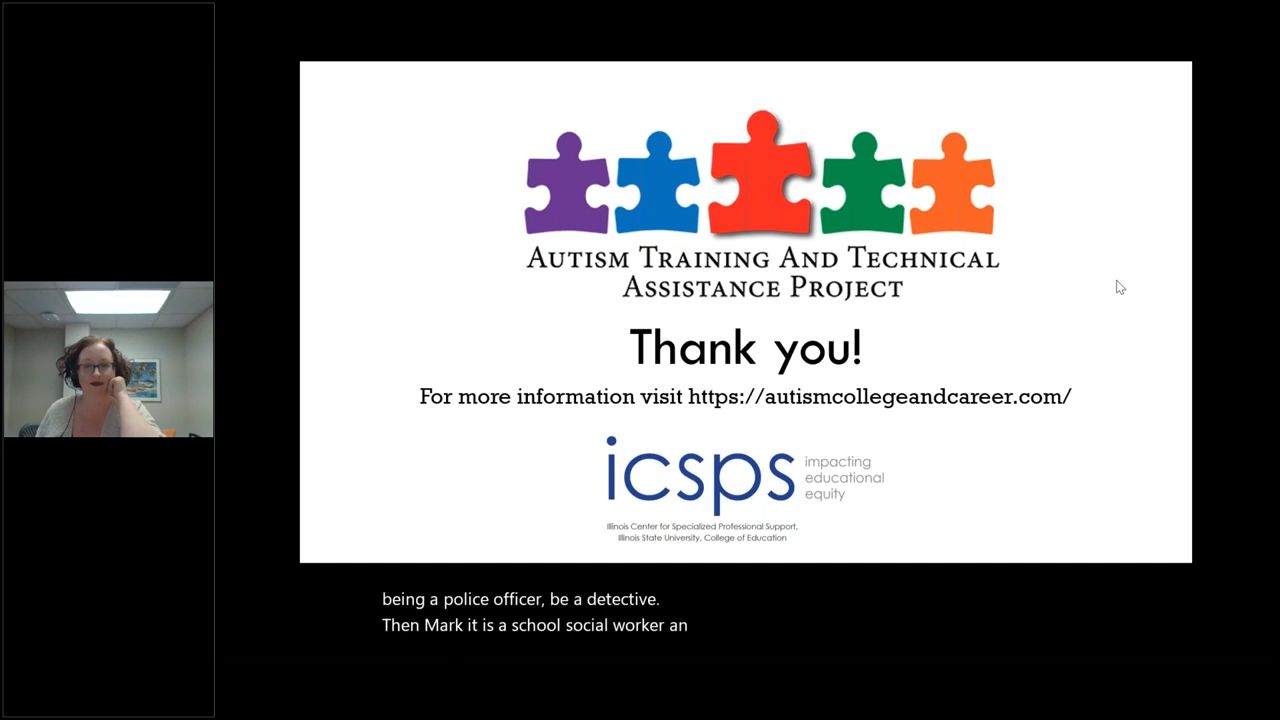 AUTISM TRAINING AND TECHNICAL
ASSISTANCE PROJECT
Thank you!
For more information visit https://autismcollegeandcareer.com/
icsps
impacting
educational
equity
Illinois Center for Specialized Professional Support,
Illinois State University, College of Education
being a police officer, be a detective.
Then Mark it is a school social worker an